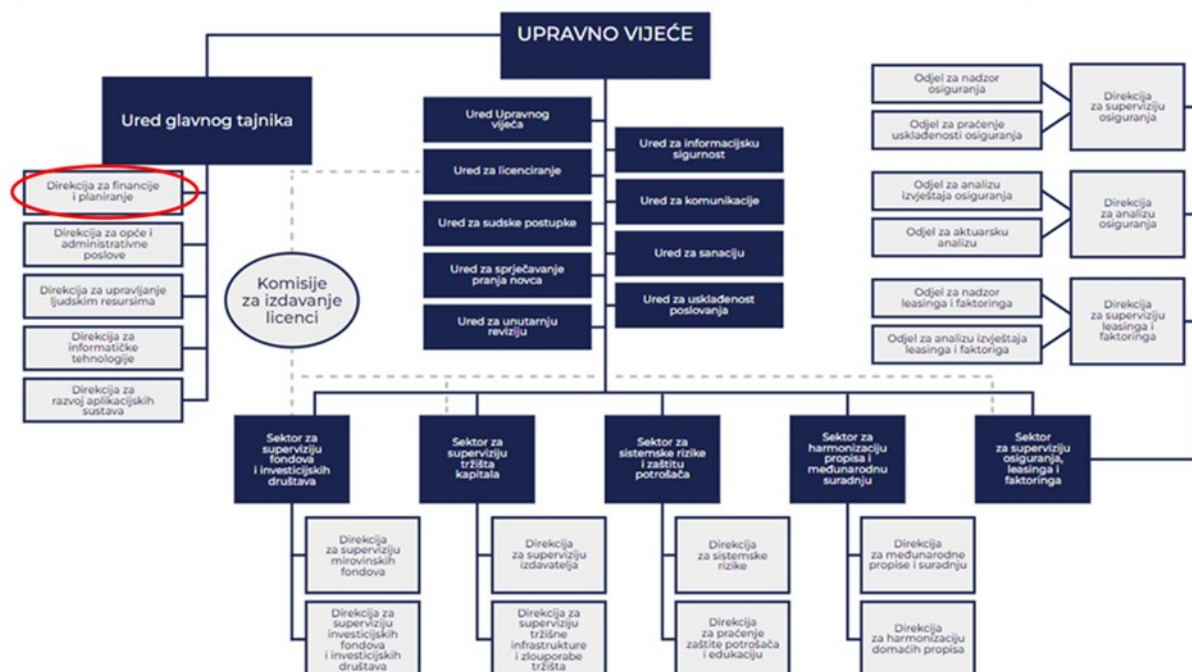 UPRAVNO VIJEĆE
Ured glavnog tajnika
Direkcija za financije
i planiranje
Direkcija za opće i
administrativne
poslove
Direkcija za upravljanje
ljudskim resursima
Direkcija za
informatičke
tehnologije
Direkcija za
razvoj aplikacijskih
sustava
Komisije
za izdavanje
licenci
Ured Upravnog
vijeća
Ured za licenciranje
Ured za sudske postupke
Ured za sprječavanje
pranja novca
Ured za unutarnju
reviziju
Ured za informacijsku
sigurnost
Ured za komunikacije
Ured za sanaciju
Ured za usklađenost
poslovanja
Odjel za nadzor
osiguranja
Odjel za praćenje
usklađenosti osiguranja
Direkcija
za superviziju
osiguranja
Odjel za analizu
izvještaja osiguranja
Odjel za aktuarsku
analizu
Direkcija
za analizu
osiguranja
Odjel za nadzor
leasinga i faktoringa
Odjel za analizu izvještaja
leasinga i faktoriga
Direkcija
za superviziju
leasinga i
faktoringa
Sektor za
superviziju
fondova
i investicijskih
društava
Sektor za
superviziju
tržišta
kapitala
Sektor za
sistemske rizike
i zaštitu
potrošača
Sektor za
harmonizaciju
propisa i
međunarodnu
suradnju
Sektor
za superviziju
osiguranja,
leasinga i
faktoringa
Direkcija
za superviziju
mirovinskih
fondova
Direkcija za
superviziju
investicijskih
fondova
i investicijskih
društava
Direkcija
za superviziju
izdavatelja
Direkcija za
superviziju
tržišne
infrastrukture
i zlouporabe
tržišta
Direkcija
za sistemske
rizike
Direkcija
za praćenje
zaštite potrošača
i edukaciju
Direkcija
za međunarodne
propise i suradnju
Direkcija
za harmonizaciju
domaćih propisa